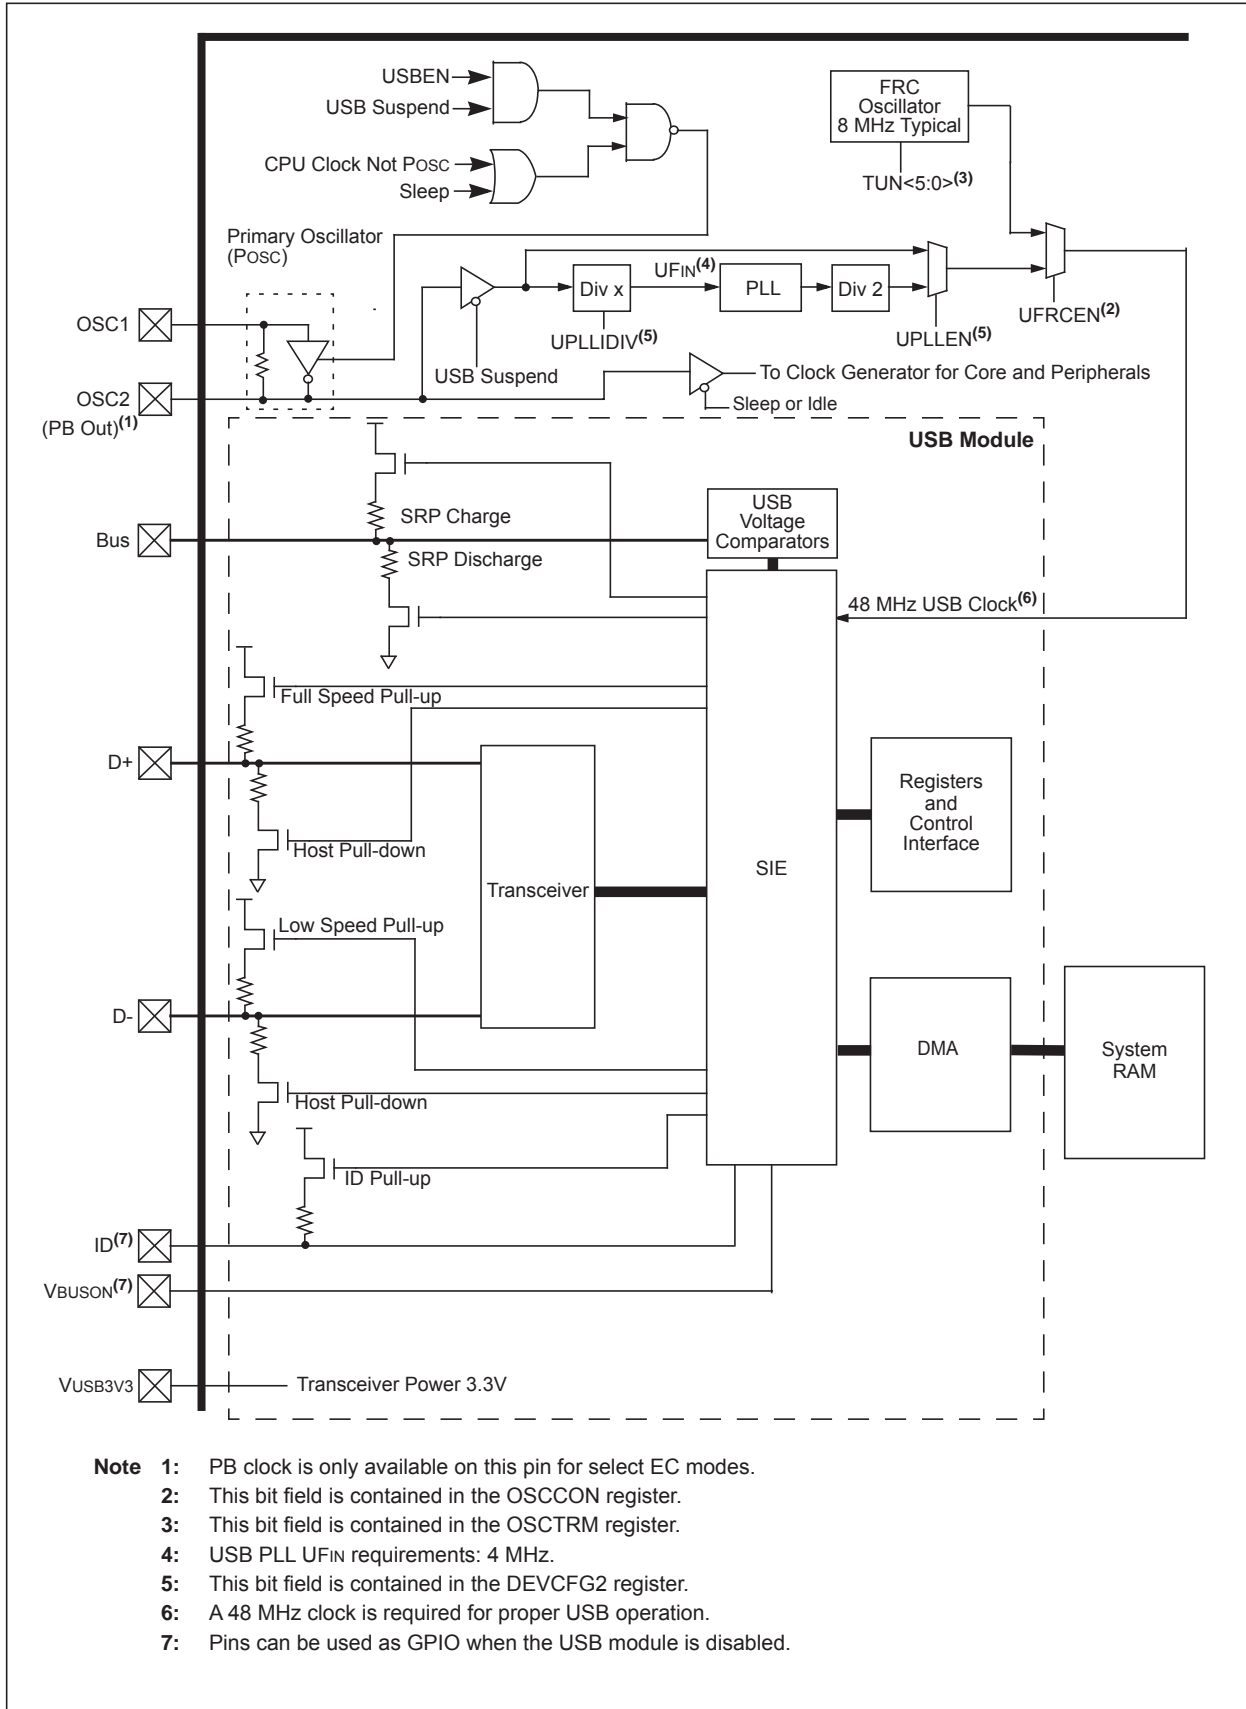 USBEN
USB Suspend
CPU Clock Not POSC
Sleep
FRC
Oscillator
8 MHz Typical
TUN<5:0>(3)
Primary Oscillator
(POSC)
UFIN(4)
Div x
PLL
Div 2
UFRCEN(2)
OSC1
UPLLIDIV(5)
UPLLEN(5)
USB Suspend
To Clock Generator for Core and Peripherals
OSC2
(PB Out)(1)
Sleep or Idle
USB Module
SRP Charge
USB
Voltage
Comparators
Bus
SRP Discharge
48 MHz USB Clock(6)
Full Speed Pull-up
D+
Registers
and
Control
Interface
Host Pull-down
SIE
Transceiver
Low Speed Pull-up
D-
DMA
System
RAM
Host Pull-down
ID Pull-up
ID(7)
VBUSON(7)
VUSB3V3
Transceiver Power 3.3V
Note 1: PB clock is only available on this pin for select EC modes.
2: This bit field is contained in the OSCCON register.
3: This bit field is contained in the OSCTRM register.
4: USB PLL UFIN requirements: 4 MHz.
5: This bit field is contained in the DEVCFG2 register.
6: A 48 MHz clock is required for proper USB operation.
7: Pins can be used as GPIO when the USB module is disabled.